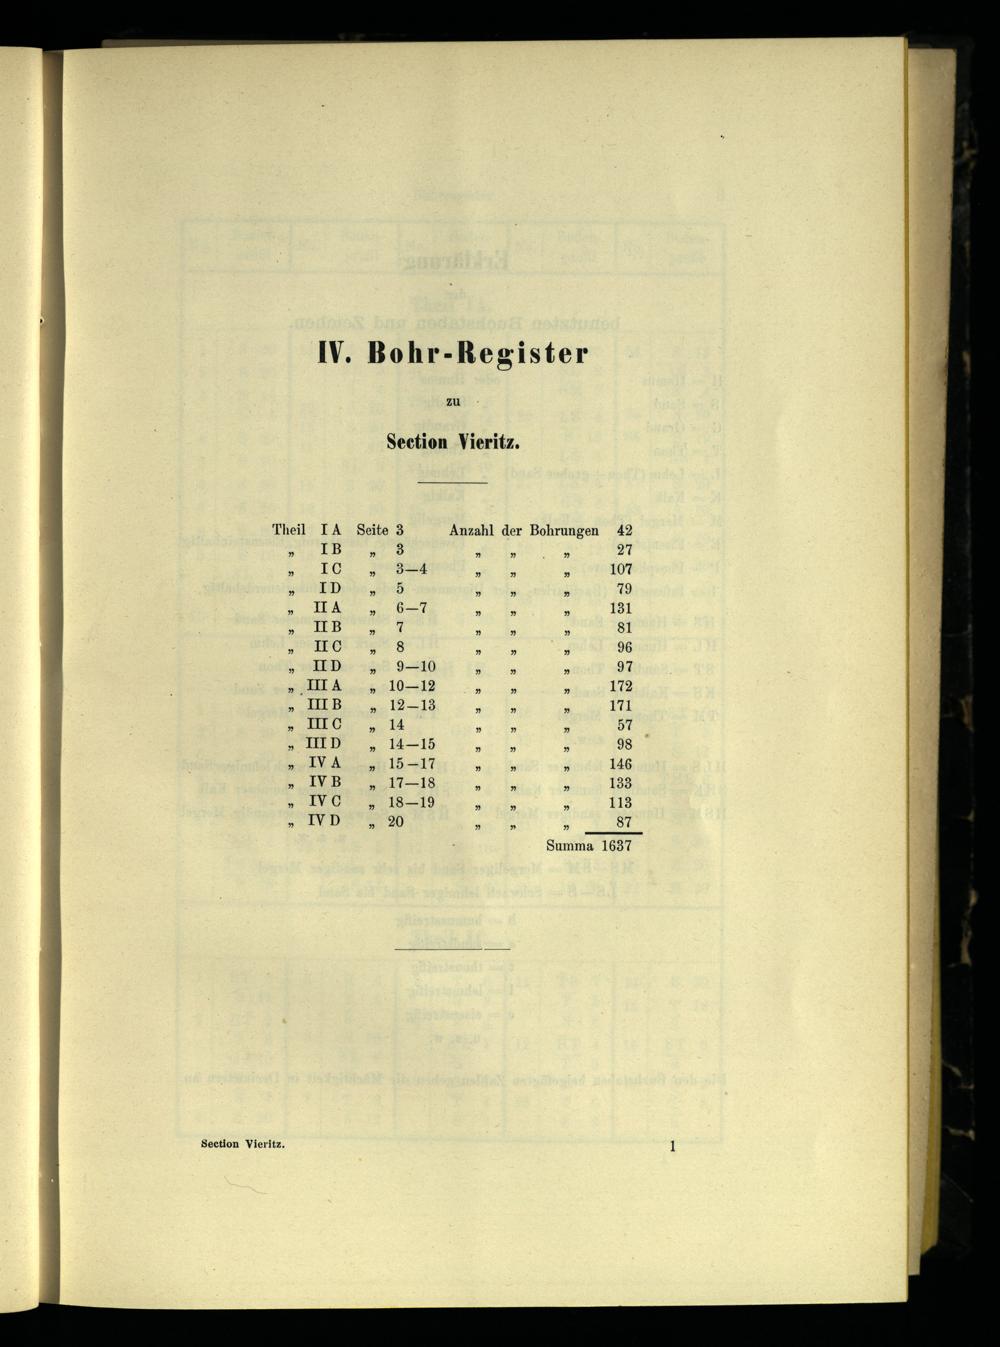 IV. Bohr-Register
zu
Section Vieritz.
Theil I A Seite 3 Anzahl der Bohrungen 42
„ I B „ 3 „ „ „ 27
„ I C „ 3—4 „ „ „ 107
„ I D „ 5 „ „ „ 79
„ II A „ 6—7 „ „ „ 131
„ II B „ 7 „ „ „ 81
„ II C „ 8 „ „ „ 96
„ II D „ 9—10 „ „ „ 97
„ III A „ 10—12 „ „ „ 172
„ III B „ 12—13 „ „ „ 171
„ III C „ 14 „ „ „ 57
„ III D „ 14—15 „ „ „ 98
„ IV A „ 15—17 „ „ „ 146
„ IV B „ 17—18 „ „ „ 133
„ IV C „ 18—19 „ „ „ 113
„ IV D „ 20 „ „ „ 87
Summa 1637
Section Vieritz. 1